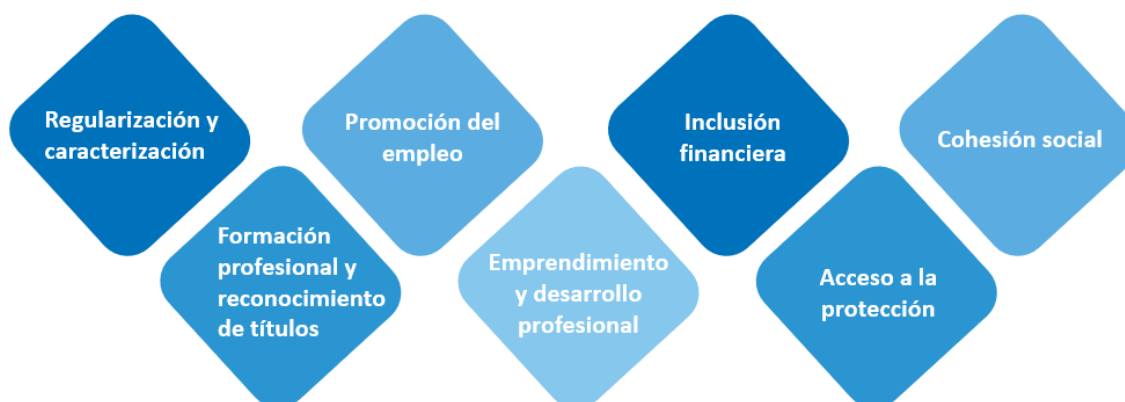 Regularización y
caracterización
Formación
profesional y
reconocimiento
de títulos
Promoción del
empleo
Emprendimiento
y desarrollo
profesional
Inclusión
financiera
Acceso a la
protección
Cohesión social